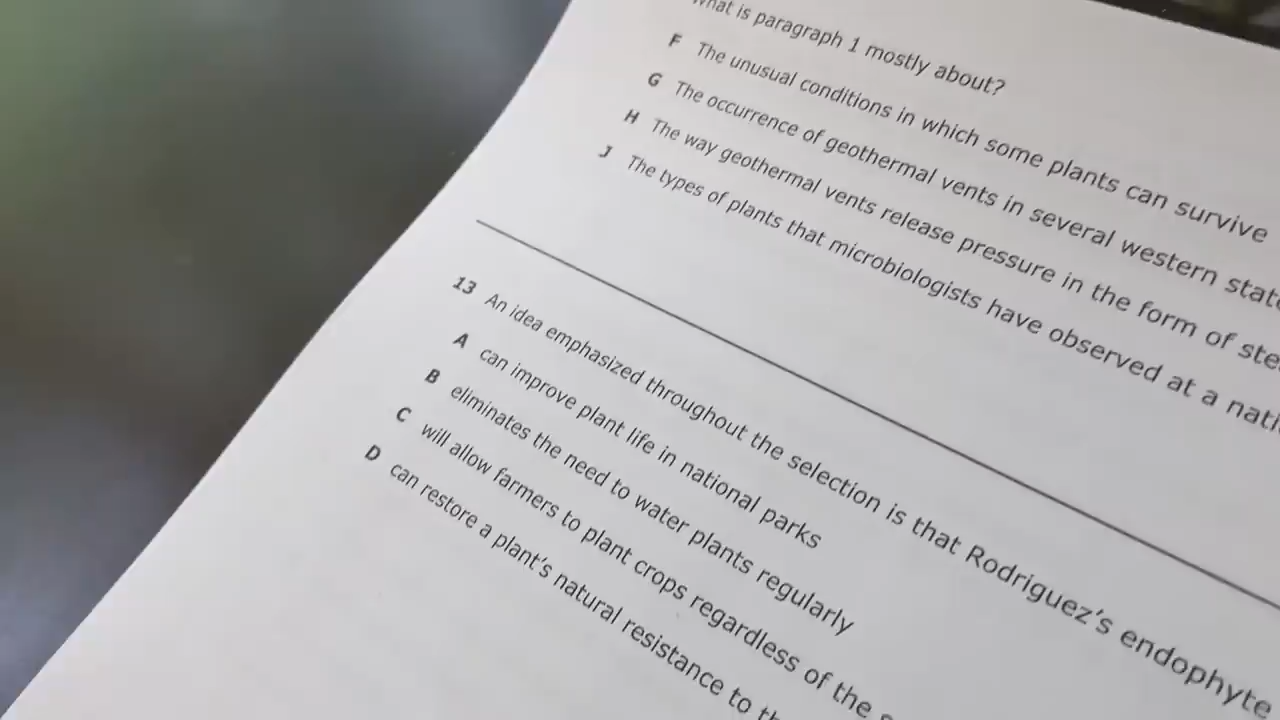 What is paragraph 1 mostly about?
F The unusual conditions in which some plants can survive
G The occurrence of geothermal vents in several western
H The way geothermal vents release pressure in the form of
J The types of plants that microbiologists have observed at a
13 An idea emphasized throughout the selection is that Rodriguez's endophyte
A can improve plant life in national parks
B eliminates the need to water plants regularly
C will allow farmers to plant crops regardless of the
D can restore a plant's natural resistance to